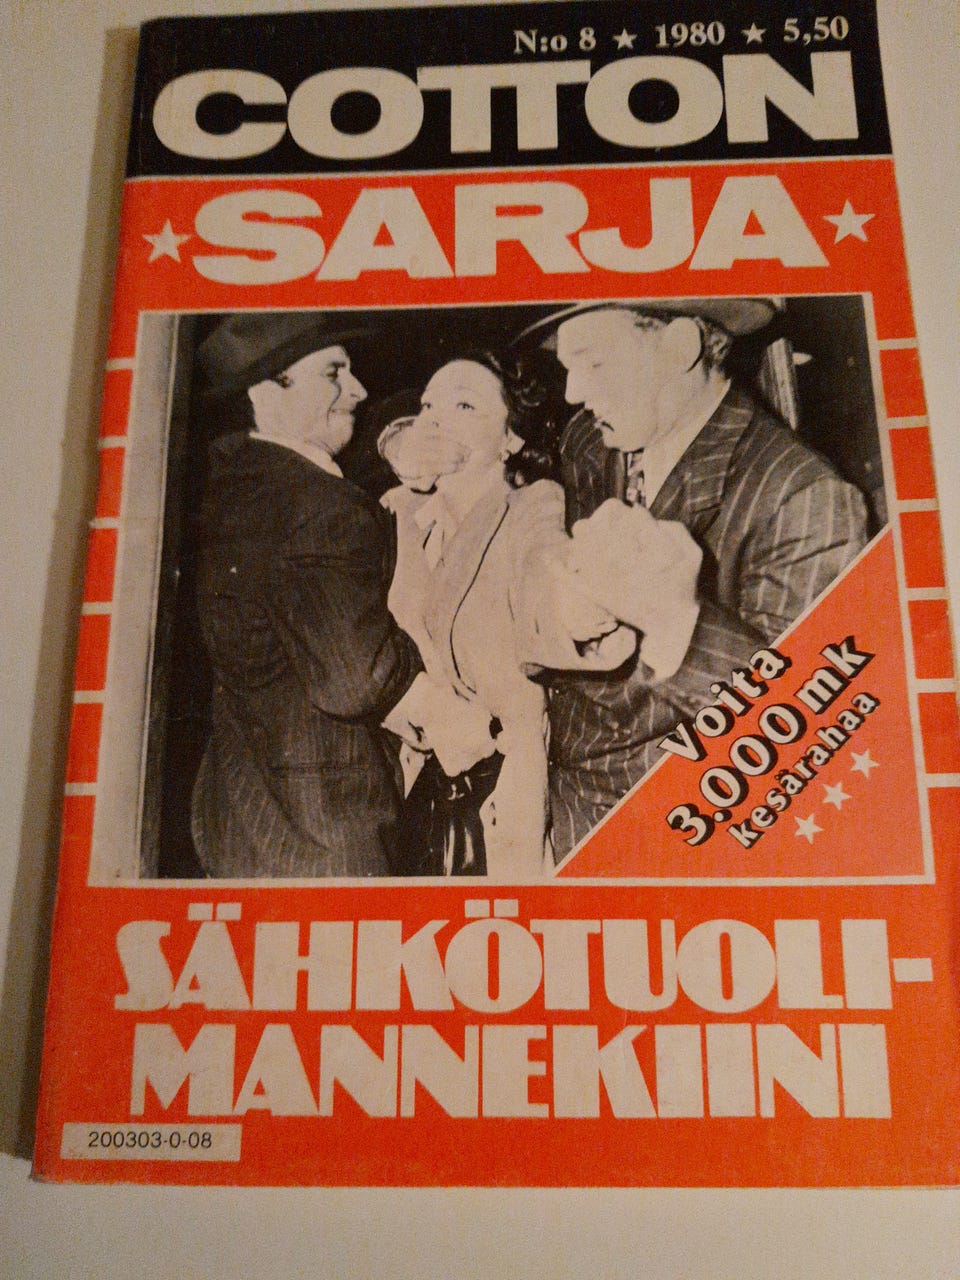 N:o 8 ★ 1980 ★ 5,50
COTTON
★SARJA★
voita
3.000 mk
kesärahaa
SÄHKÖTUOLI-
MANNEKIINI
200303-0-08